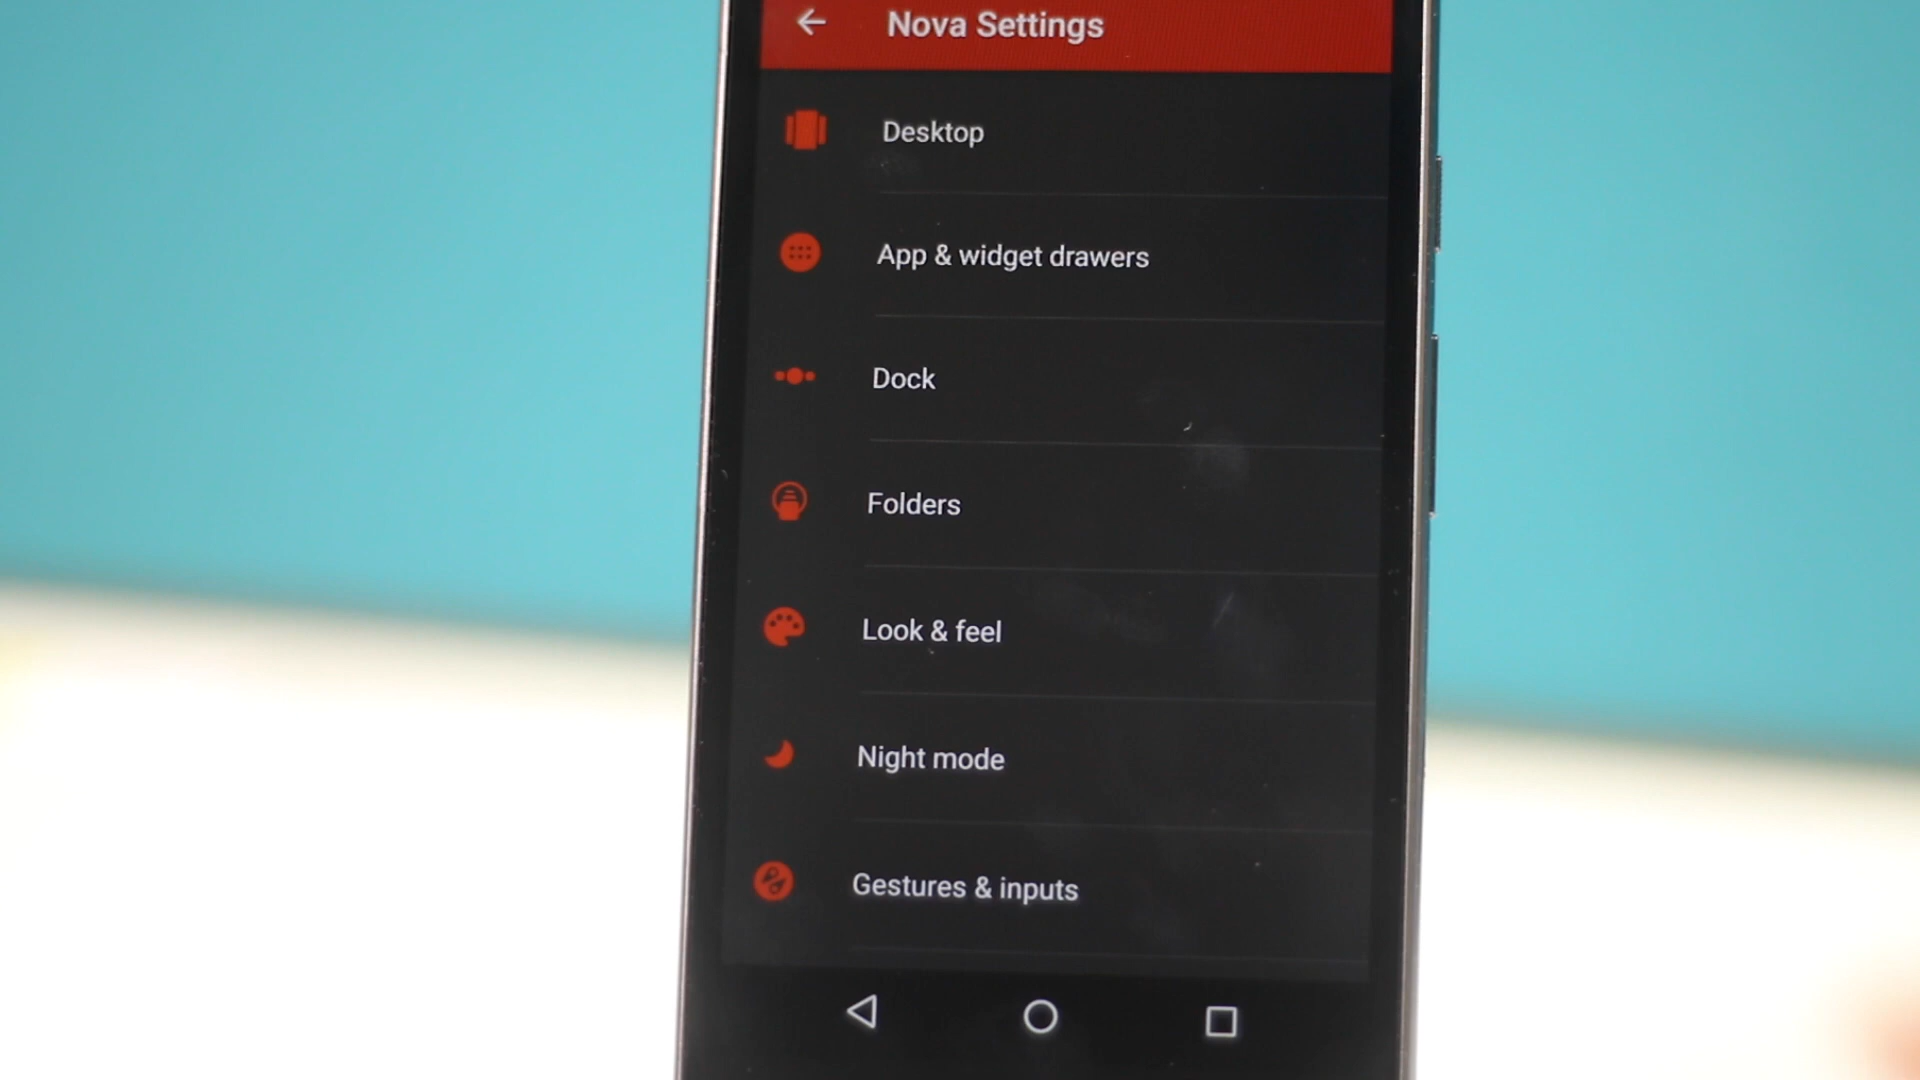 Nova Settings
Desktop
App & widget drawers
Dock
Folders
Look & feel
Night mode
Gestures & inputs